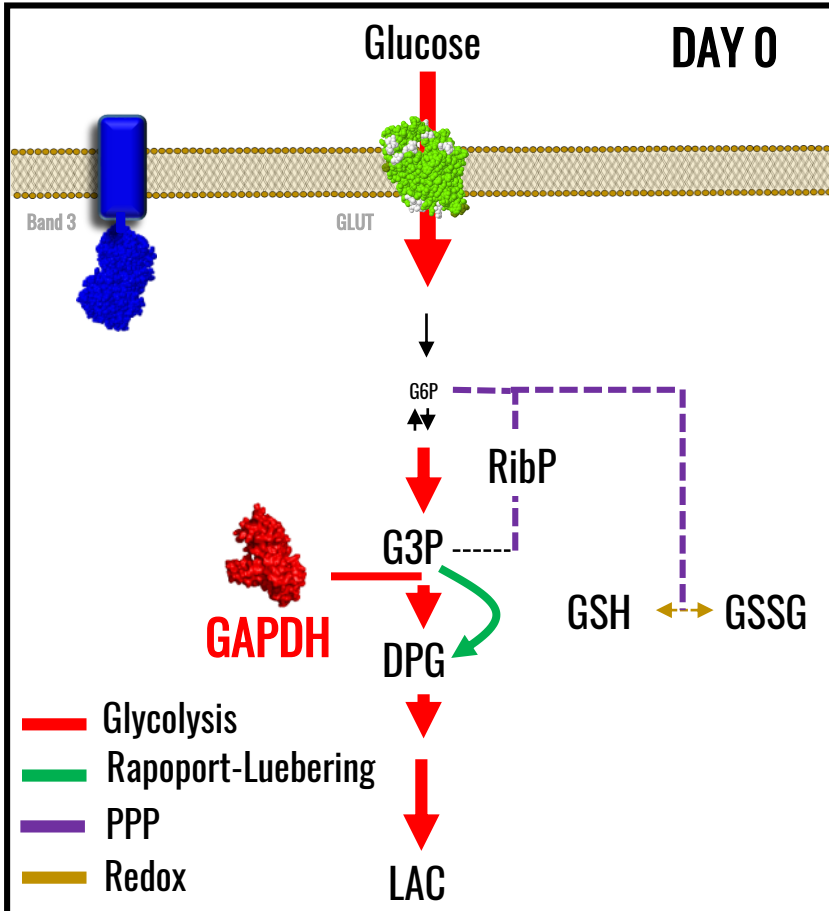 Glucose
DAY 0
Band 3
GLUT
G6P
RibP
G3P
GAPDH
GSH
GSSG
DPG
Glycolysis
Rapoport-Luebering
PPP
Redox
LAC